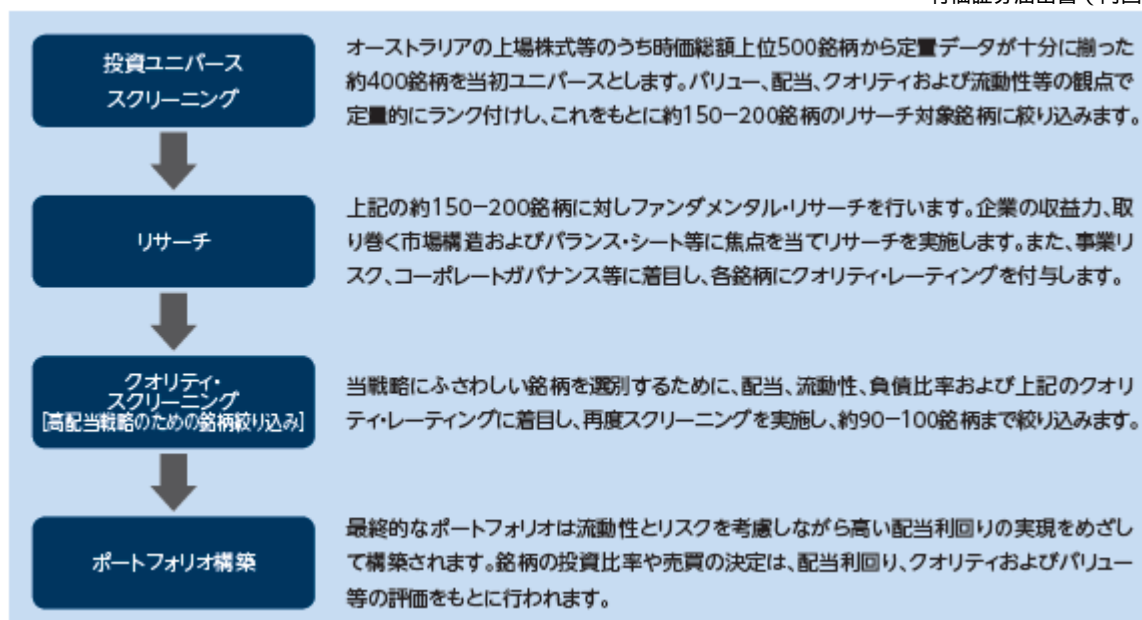 投資ユニバース
スクリーニング
オーストラリアの上場株式等のうち時価総額上位500銘柄から定量データが十分に揃った
約400銘柄を当初ユニバースとします。バリュー、配当、クオリティおよび流動性等の観点で
定量的にランク付けし、これをもとに約150−200銘柄のリサーチ対象銘柄に絞り込みます。
リサーチ
上記の約150−200銘柄に対しファンダメンタル・リサーチを行います。企業の収益力、取
り巻く市場構造およびバランス・シート等に焦点を当てリサーチを実施します。また、事業リ
スク、コーポレートガバナンス等に着目し、各銘柄にクオリティ・レーティングを付与します。
クオリティ・
スクリーニング
[高配当戦略のための銘柄絞り込み]
当戦略にふさわしい銘柄を選別するために、配当、流動性、負債比率および上記のクオリ
ティ・レーティングに着目し、再度スクリーニングを実施し、約90−100銘柄まで絞り込みます。
ポートフォリオ構築
最終的なポートフォリオは流動性とリスクを考慮しながら高い配当利回りの実現をめざし
て構築されます。銘柄の投資比率や売買の決定は、配当利回り、クオリティおよびバリュー
等の評価をもとに行われます。